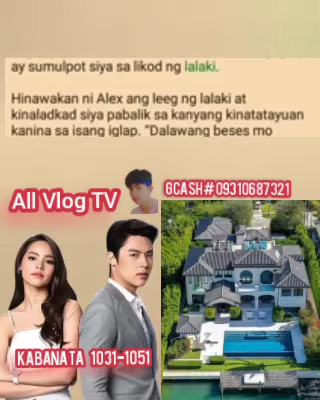 ay sumulpot siya sa likod ng lalaki.
Hinawakan ni Alex ang leeg ng lalaki at
kinaladkad siya pabalik sa kanyang kinatatayuan
kanina sa isang iglap. “Dalawang beses mo
All Vlog TV
GCASH#09310687321
KABANATA 1031-1051